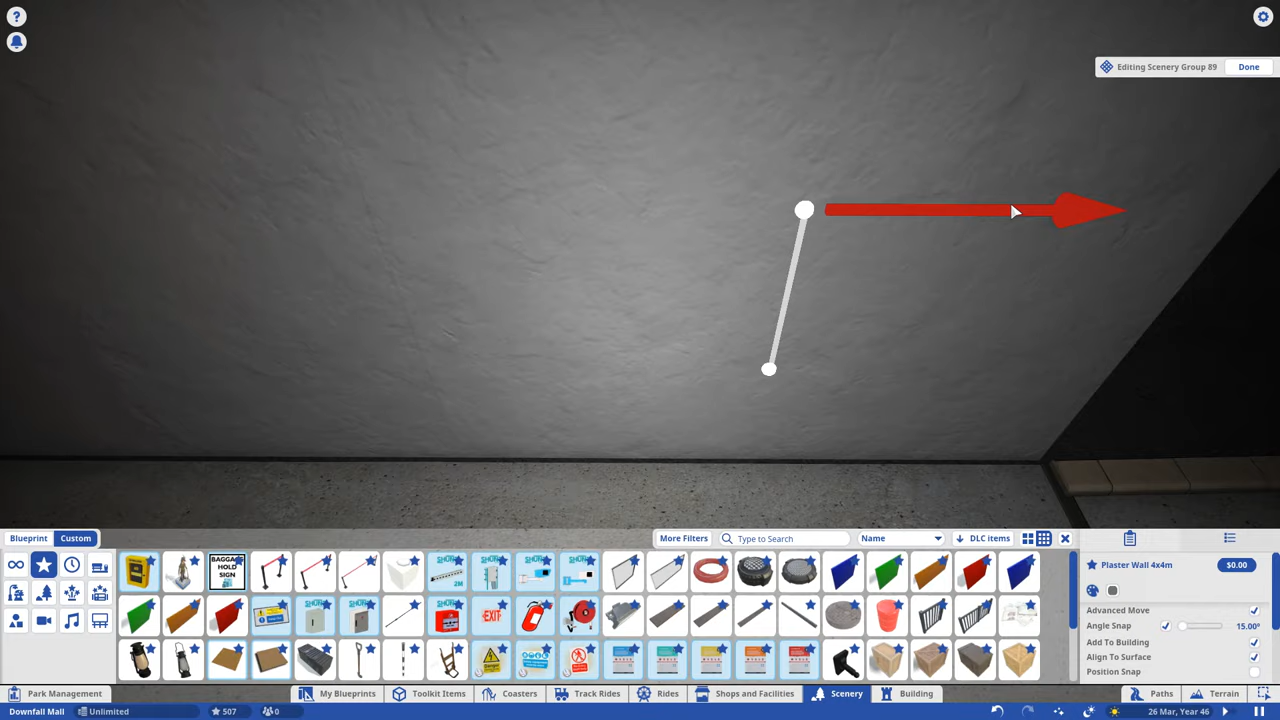 ?
Editing Scenery Group 89 Done
Blueprint Custom More Filters Type to Search Name DLC items
BAGGAGE HOLD SIGN
2M
EXIT
Plaster Wall 4x4m $0.00
Advanced Move
Angle Snap 15.00º
Add To Building
Align To Surface
Position Snap
Park Management My Blueprints Toolkit Items Coasters Track Rides Rides Shops and Facilities Scenery Building Paths Terrain
Downfall Mall Unlimited 507 0 26 Mar, Year 46